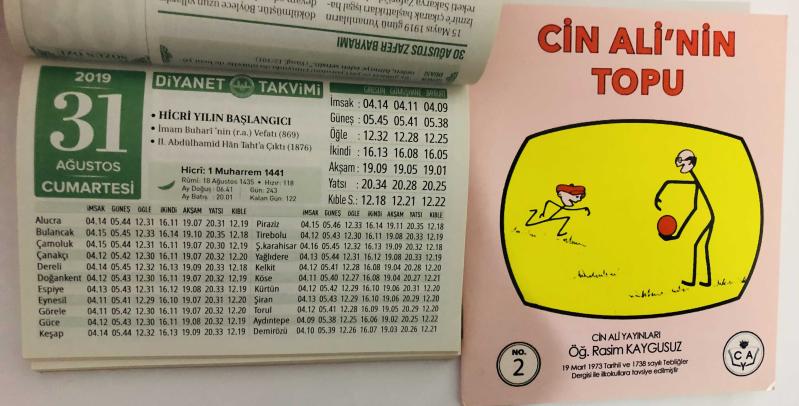 30 AĞUSTOS ZAFER BAYRAMI
15 Mayıs 1919 günü Yunanlıların
2019
31
AĞUSTOS
CUMARTESİ
DİYANET TAKVİMİ
• HİCRÎ YILIN BAŞLANGICI
• İmam Buharî'nin (r.a.) Vefatı (869)
• II. Abdülhamid Hân Taht'a Çıktı (1876)
Hicrî: 1 Muharrem 1441
Rûmî: 18 Ağustos 1435 • Hızır: 118
Ay Doğuş : 06.41 Gün: 243
Ay Batış : 20.01 Kalan Gün: 122
GİRESUN GÜMÜŞHANE BAYBURT
İmsak : 04.14 04.11 04.09
Güneş : 05.45 05.41 05.38
Öğle : 12.32 12.28 12.25
İkindi : 16.13 16.08 16.05
Akşam : 19.09 19.05 19.01
Yatsı : 20.34 20.28 20.25
Kıble S. : 12.18 12.21 12.22
İMSAK GÜNEŞ ÖĞLE İKİNDİ AKŞAM YATSI KIBLE
Alucra 04.14 05.44 12.31 16.11 19.07 20.31 12.19
Bulancak 04.15 05.45 12.33 16.14 19.10 20.35 12.18
Çamoluk 04.15 05.45 12.30 16.11 19.07 20.30 12.19
Çanakçı 04.12 05.42 12.30 16.11 19.07 20.32 12.20
Dereli 04.14 05.45 12.32 16.13 19.09 20.33 12.18
Doğankent 04.12 05.43 12.30 16.11 19.07 20.32 12.19
Espiye 04.13 05.43 12.31 16.12 19.08 20.33 12.19
Eynesil 04.11 05.41 12.29 16.10 19.07 20.31 12.20
Görele 04.11 05.42 12.30 16.11 19.07 20.32 12.20
Güce 04.12 05.43 12.30 16.11 19.08 20.32 12.19
Keşap 04.14 05.44 12.32 16.13 19.09 20.34 12.19
İMSAK GÜNEŞ ÖĞLE İKİNDİ AKŞAM YATSI KIBLE
Piraziz 04.15 05.46 12.33 16.14 19.11 20.35 12.18
Tirebolu 04.12 05.43 12.30 16.11 19.08 20.33 12.19
Ş.karahisar 04.16 05.45 12.32 16.13 19.09 20.32 12.18
Yağlıdere 04.13 05.44 12.31 16.12 19.08 20.33 12.19
Kelkit 04.12 05.41 12.28 16.08 19.04 20.28 12.20
Köse 04.11 05.40 12.27 16.08 19.04 20.27 12.21
Kürtün 04.12 05.42 12.29 16.10 19.06 20.31 12.20
Şiran 04.13 05.43 12.29 16.10 19.06 20.29 12.20
Torul 04.12 05.41 12.28 16.09 19.05 20.29 12.20
Aydıntepe 04.09 05.38 12.25 16.06 19.02 20.25 12.22
Demirözü 04.10 05.39 12.26 16.07 19.03 20.26 12.21
CİN ALİ'NİN
TOPU
CİN ALİ YAYINLARI
Öğ. Rasim KAYGUSUZ
19 Mart 1973 Tarihli ve 1738 sayılı Tebliğler
Dergisi ile ilkokullara tavsiye edilmiştir
NO.
2
C A Y